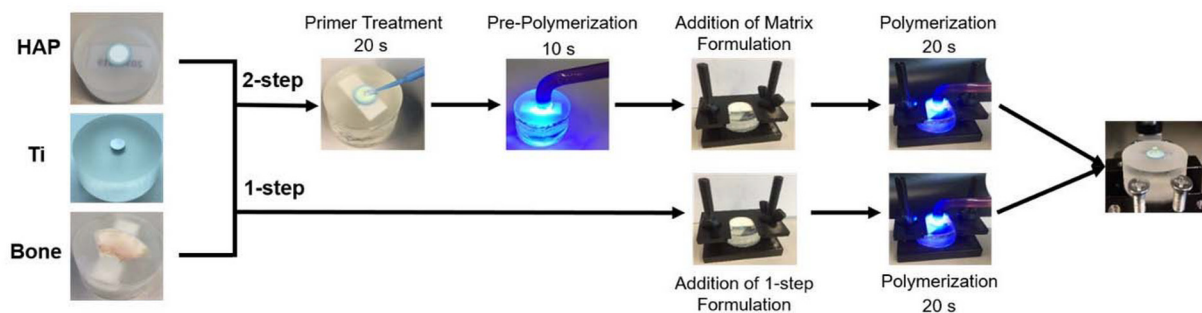 HAP
Ti
Bone
2-step
1-step
Primer Treatment
20 s
Pre-Polymerization
10 s
Addition of Matrix
Formulation
Polymerization
20 s
Addition of 1-step
Formulation
Polymerization
20 s